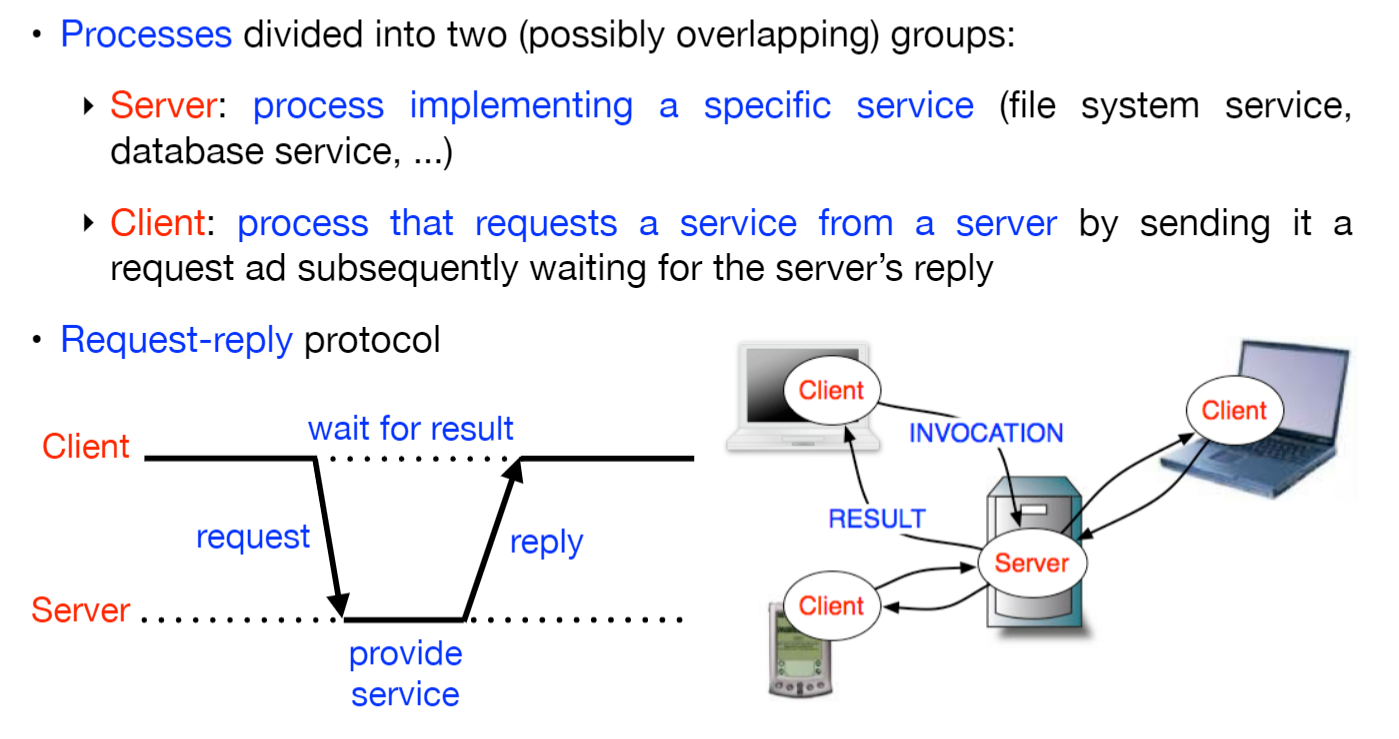 • Processes divided into two (possibly overlapping) groups:
‣ Server: process implementing a specific service (file system service,
database service, ...)
‣ Client: process that requests a service from a server by sending it a
request ad subsequently waiting for the server's reply
• Request-reply protocol
Client
wait for result
request
reply
Server
provide
service
Client
INVOCATION
Client
RESULT
Server
Client